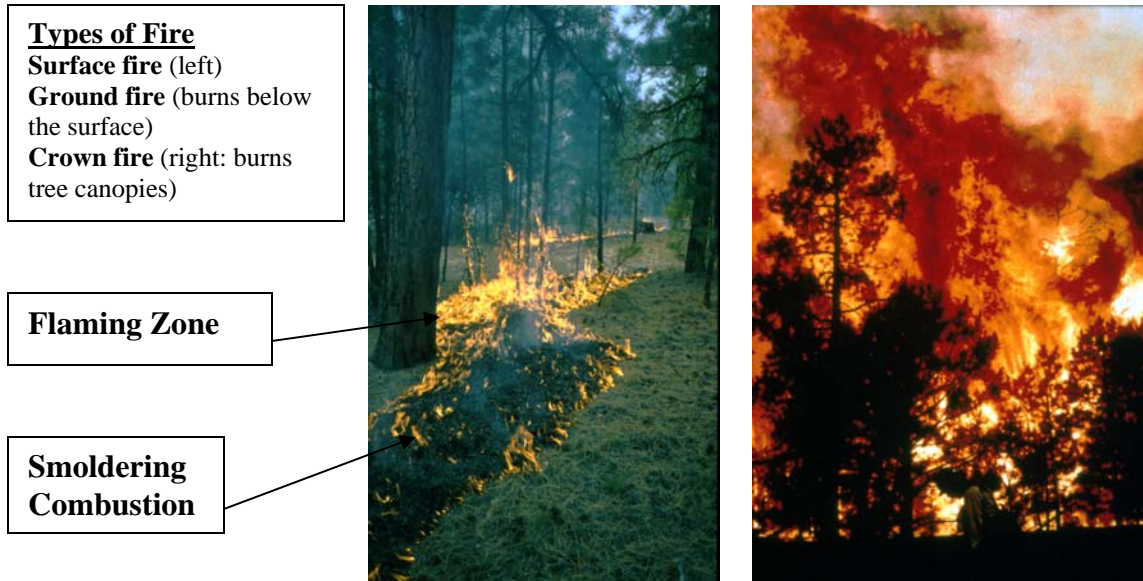 Types of Fire
Surface fire (left)
Ground fire (burns below
the surface)
Crown fire (right: burns
tree canopies)
Flaming Zone
Smoldering
Combustion